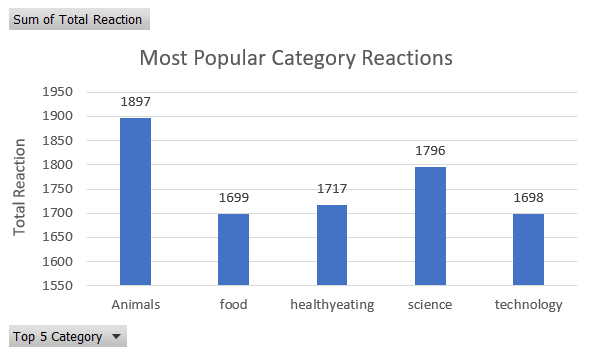 Sum of Total Reaction
Most Popular Category Reactions
Total Reaction
1950
1900
1850
1800
1750
1700
1650
1600
1550
1897
1699
1717
1796
1698
Animals
food
healthyeating
science
technology
Top 5 Category